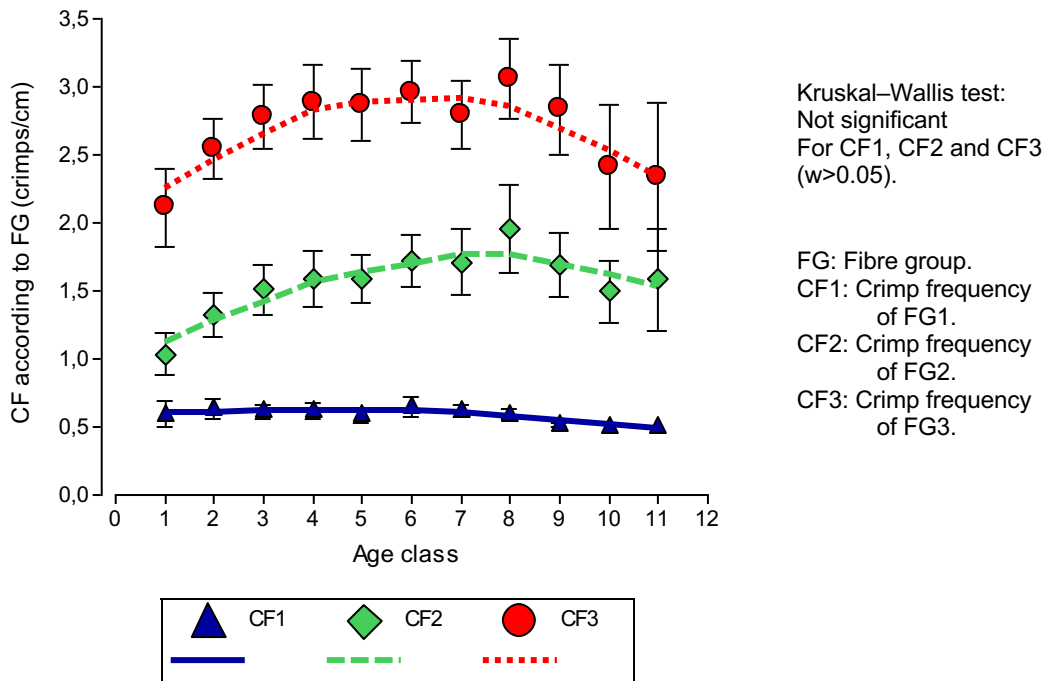 CF according to FG (crimps/cm)
3,5
3.0
2.5
2,0
1.5
1,0
0,5
0,0
0 1 2 3 4 5 6 7 8 9 10 11 12
Age class
CF1 CF2 CF3
Kruskal–Wallis test:
Not significant
For CF1, CF2 and CF3
(w>0.05).
FG: Fibre group.
CF1: Crimp frequency
of FG1.
CF2: Crimp frequency
of FG2.
CF3: Crimp frequency
of FG3.